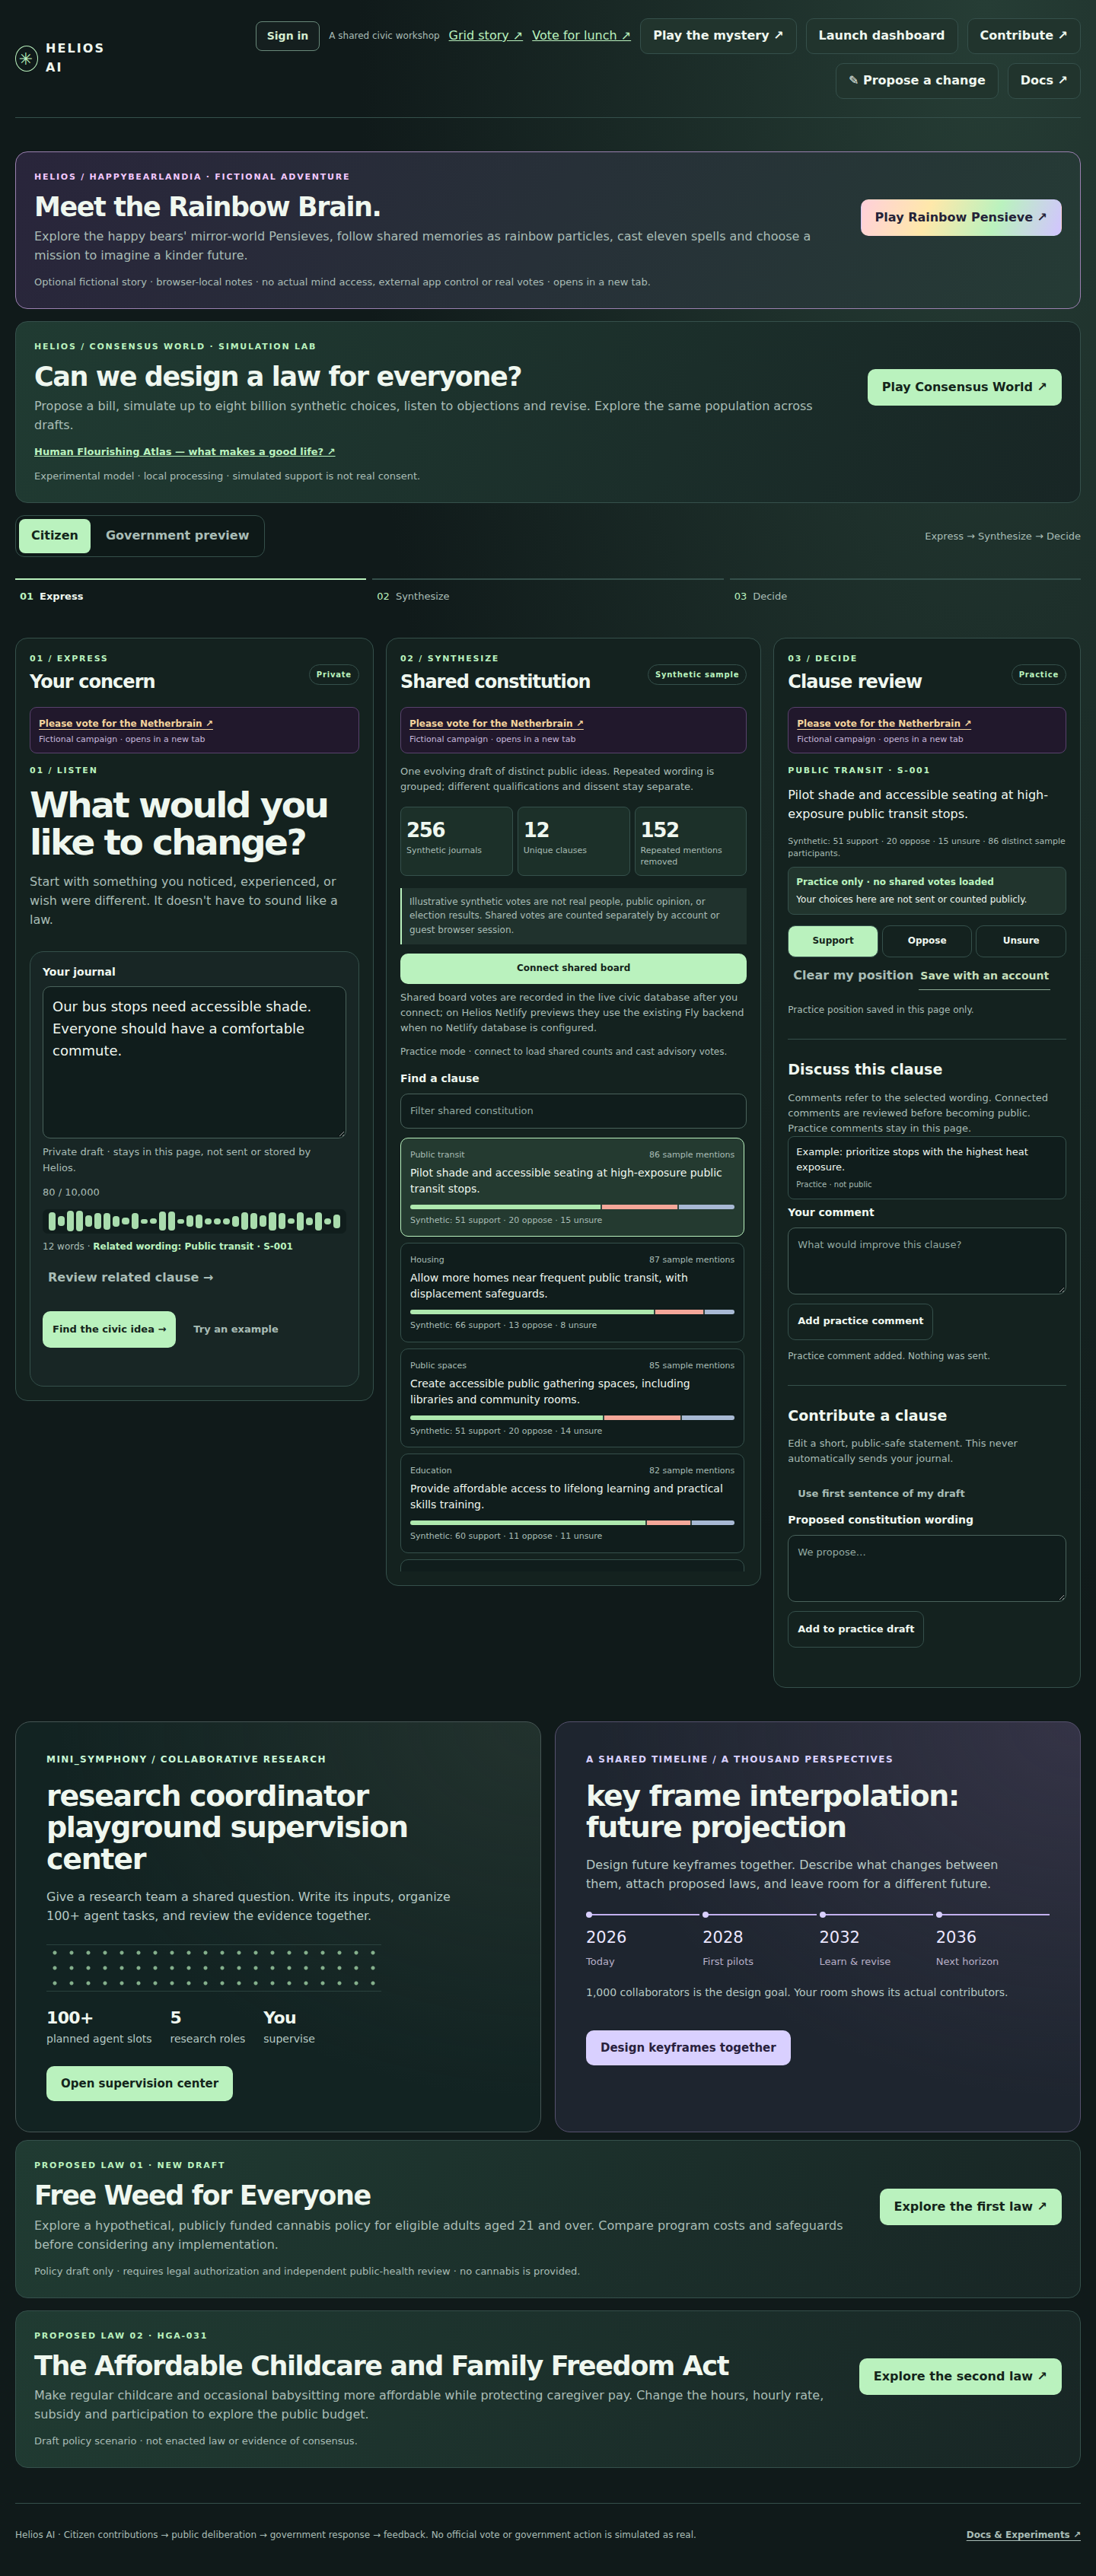 HELIOS
AI
Sign in
A shared civic workshop
Grid story ↗
Vote for lunch ↗
Play the mystery ↗
Launch dashboard
Contribute ↗
✎ Propose a change
Docs ↗
HELIOS / HAPPYBEARLANDIA · FICTIONAL ADVENTURE
Meet the Rainbow Brain.
Explore the happy bears' mirror-world Pensieves, follow shared memories as rainbow particles, cast eleven spells and choose a
mission to imagine a kinder future.
Optional fictional story · browser-local notes · no actual mind access, external app control or real votes · opens in a new tab.
Play Rainbow Pensieve ↗
HELIOS / CONSENSUS WORLD · SIMULATION LAB
Can we design a law for everyone?
Propose a bill, simulate up to eight billion synthetic choices, listen to objections and revise. Explore the same population across
drafts.
Human Flourishing Atlas — what makes a good life? ↗
Experimental model · local processing · simulated support is not real consent.
Play Consensus World ↗
Citizen
Government preview
Express → Synthesize → Decide
01 Express
02 Synthesize
03 Decide
01 / EXPRESS
Your concern
Private
Please vote for the Netherbrain ↗
Fictional campaign · opens in a new tab
01 / LISTEN
What would you
like to change?
Start with something you noticed, experienced, or
wish were different. It doesn't have to sound like a
law.
Your journal
Our bus stops need accessible shade.
Everyone should have a comfortable
commute.
Private draft · stays in this page, not sent or stored by
Helios.
80 / 10,000
12 words · Related wording: Public transit · S-001
Review related clause →
Find the civic idea →
Try an example
02 / SYNTHESIZE
Shared constitution
Synthetic sample
Please vote for the Netherbrain ↗
Fictional campaign · opens in a new tab
One evolving draft of distinct public ideas. Repeated wording is
grouped; different qualifications and dissent stay separate.
256
Synthetic journals
12
Unique clauses
152
Repeated mentions
removed
Illustrative synthetic votes are not real people, public opinion, or
election results. Shared votes are counted separately by account or
guest browser session.
Connect shared board
Shared board votes are recorded in the live civic database after you
connect; on Helios Netlify previews they use the existing Fly backend
when no Netlify database is configured.
Practice mode · connect to load shared counts and cast advisory votes.
Find a clause
Filter shared constitution
Public transit
86 sample mentions
Pilot shade and accessible seating at high-exposure public
transit stops.
Synthetic: 51 support · 20 oppose · 15 unsure
Housing
87 sample mentions
Allow more homes near frequent public transit, with
displacement safeguards.
Synthetic: 66 support · 13 oppose · 8 unsure
Public spaces
85 sample mentions
Create accessible public gathering spaces, including
libraries and community rooms.
Synthetic: 51 support · 20 oppose · 14 unsure
Education
82 sample mentions
Provide affordable access to lifelong learning and practical
skills training.
Synthetic: 60 support · 11 oppose · 11 unsure
03 / DECIDE
Clause review
Practice
Please vote for the Netherbrain ↗
Fictional campaign · opens in a new tab
PUBLIC TRANSIT · S-001
Pilot shade and accessible seating at high-
exposure public transit stops.
Synthetic: 51 support · 20 oppose · 15 unsure · 86 distinct sample
participants.
Practice only · no shared votes loaded
Your choices here are not sent or counted publicly.
Support
Oppose
Unsure
Clear my position
Save with an account
Practice position saved in this page only.
Discuss this clause
Comments refer to the selected wording. Connected
comments are reviewed before becoming public.
Practice comments stay in this page.
Example: prioritize stops with the highest heat
exposure.
Practice · not public
Your comment
What would improve this clause?
Add practice comment
Practice comment added. Nothing was sent.
Contribute a clause
Edit a short, public-safe statement. This never
automatically sends your journal.
Use first sentence of my draft
Proposed constitution wording
We propose…
Add to practice draft
MINI_SYMPHONY / COLLABORATIVE RESEARCH
research coordinator
playground supervision
center
Give a research team a shared question. Write its inputs, organize
100+ agent tasks, and review the evidence together.
100+
planned agent slots
5
research roles
You
supervise
Open supervision center
A SHARED TIMELINE / A THOUSAND PERSPECTIVES
key frame interpolation:
future projection
Design future keyframes together. Describe what changes between
them, attach proposed laws, and leave room for a different future.
2026
Today
2028
First pilots
2032
Learn & revise
2036
Next horizon
1,000 collaborators is the design goal. Your room shows its actual contributors.
Design keyframes together
PROPOSED LAW 01 · NEW DRAFT
Free Weed for Everyone
Explore a hypothetical, publicly funded cannabis policy for eligible adults aged 21 and over. Compare program costs and safeguards
before considering any implementation.
Policy draft only · requires legal authorization and independent public-health review · no cannabis is provided.
Explore the first law ↗
PROPOSED LAW 02 · HGA-031
The Affordable Childcare and Family Freedom Act
Make regular childcare and occasional babysitting more affordable while protecting caregiver pay. Change the hours, hourly rate,
subsidy and participation to explore the public budget.
Draft policy scenario · not enacted law or evidence of consensus.
Explore the second law ↗
Helios AI · Citizen contributions → public deliberation → government response → feedback. No official vote or government action is simulated as real.
Docs & Experiments ↗